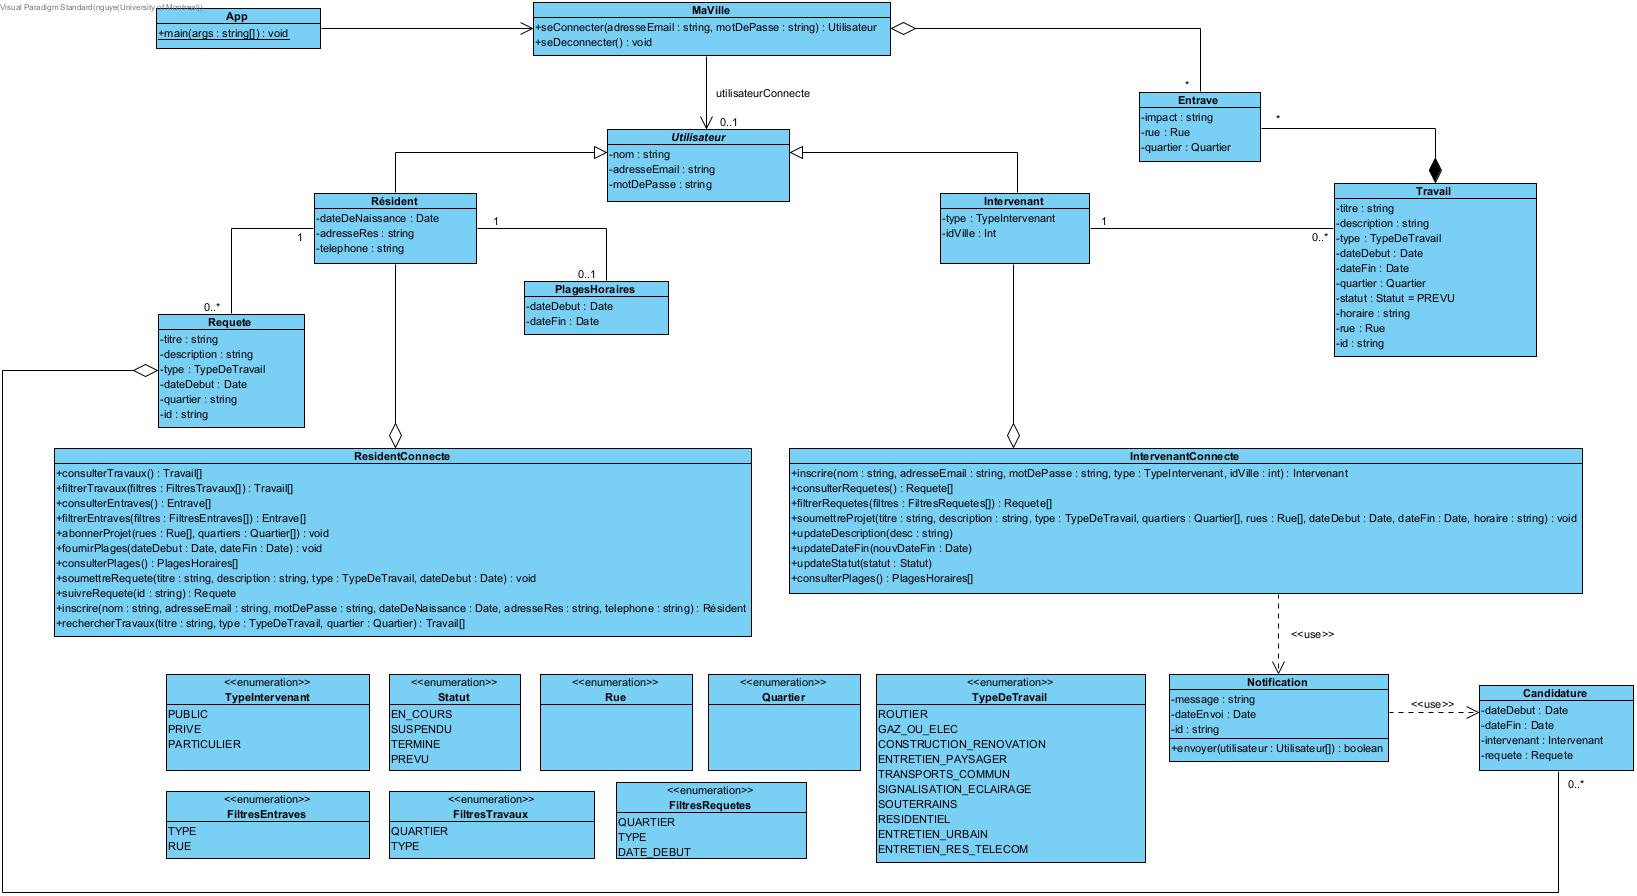 Visual Paradigm Standard(nguye(University of Montreal))
App
+main(args : string[]) : void
MaVille
+seConnecter(adresseEmail : string, motDePasse : string) : Utilisateur
+seDeconnecter() : void
utilisateurConnecte
0..1
*
Entrave
-impact : string
-rue : Rue
-quartier : Quartier
*
Utilisateur
-nom : string
-adresseEmail : string
-motDePasse : string
Résident
-dateDeNaissance : Date
-adresseRes : string
-telephone : string
1
1
0..1
0..*
Intervenant
-type : TypeIntervenant
-idVille : Int
1
0..*
Travail
-titre : string
-description : string
-type : TypeDeTravail
-dateDebut : Date
-dateFin : Date
-quartier : Quartier
-statut : Statut = PREVU
-horaire : string
-rue : Rue
-id : string
PlagesHoraires
-dateDebut : Date
-dateFin : Date
Requete
-titre : string
-description : string
-type : TypeDeTravail
-dateDebut : Date
-quartier : string
-id : string
ResidentConnecte
+consulterTravaux() : Travail[]
+filtrerTravaux(filtres : FiltresTravaux[]) : Travail[]
+consulterEntraves() : Entrave[]
+filtrerEntraves(filtres : FiltresEntraves[]) : Entrave[]
+abonnerProjet(rues : Rue[], quartiers : Quartier[]) : void
+fournirPlages(dateDebut : Date, dateFin : Date) : void
+consulterPlages() : PlagesHoraires[]
+soumettreRequete(titre : string, description : string, type : TypeDeTravail, dateDebut : Date) : void
+suivreRequete(id : string) : Requete
+inscrire(nom : string, adresseEmail : string, motDePasse : string, dateDeNaissance : Date, adresseRes : string, telephone : string) : Résident
+rechercherTravaux(titre : string, type : TypeDeTravail, quartier : Quartier) : Travail[]
IntervenantConnecte
+inscrire(nom : string, adresseEmail : string, motDePasse : string, type : TypeIntervenant, idVille : int) : Intervenant
+consulterRequetes() : Requete[]
+filtrerRequetes(filtres : FiltresRequetes[]) : Requete[]
+soumettreProjet(titre : string, description : string, type : TypeDeTravail, quartiers : Quartier[], rues : Rue[], dateDebut : Date, dateFin : Date, horaire : string) : void
+updateDescription(desc : string)
+updateDateFin(nouvDateFin : Date)
+updateStatut(statut : Statut)
+consulterPlages() : PlagesHoraires[]
<<use>>
<<enumeration>>
TypeIntervenant
PUBLIC
PRIVE
PARTICULIER
<<enumeration>>
Statut
EN_COURS
SUSPENDU
TERMINE
PREVU
<<enumeration>>
Rue
<<enumeration>>
Quartier
<<enumeration>>
TypeDeTravail
ROUTIER
GAZ_OU_ELEC
CONSTRUCTION_RENOVATION
ENTRETIEN_PAYSAGER
TRANSPORTS_COMMUN
SIGNALISATION_ECLAIRAGE
SOUTERRAINS
RESIDENTIEL
ENTRETIEN_URBAIN
ENTRETIEN_RES_TELECOM
Notification
-message : string
-dateEnvoi : Date
-id : string
+envoyer(utilisateur : Utilisateur[]) : boolean
<<use>>
Candidature
-dateDebut : Date
-dateFin : Date
-intervenant : Intervenant
-requete : Requete
0..*
<<enumeration>>
FiltresEntraves
TYPE
RUE
<<enumeration>>
FiltresTravaux
QUARTIER
TYPE
<<enumeration>>
FiltresRequetes
QUARTIER
TYPE
DATE_DEBUT